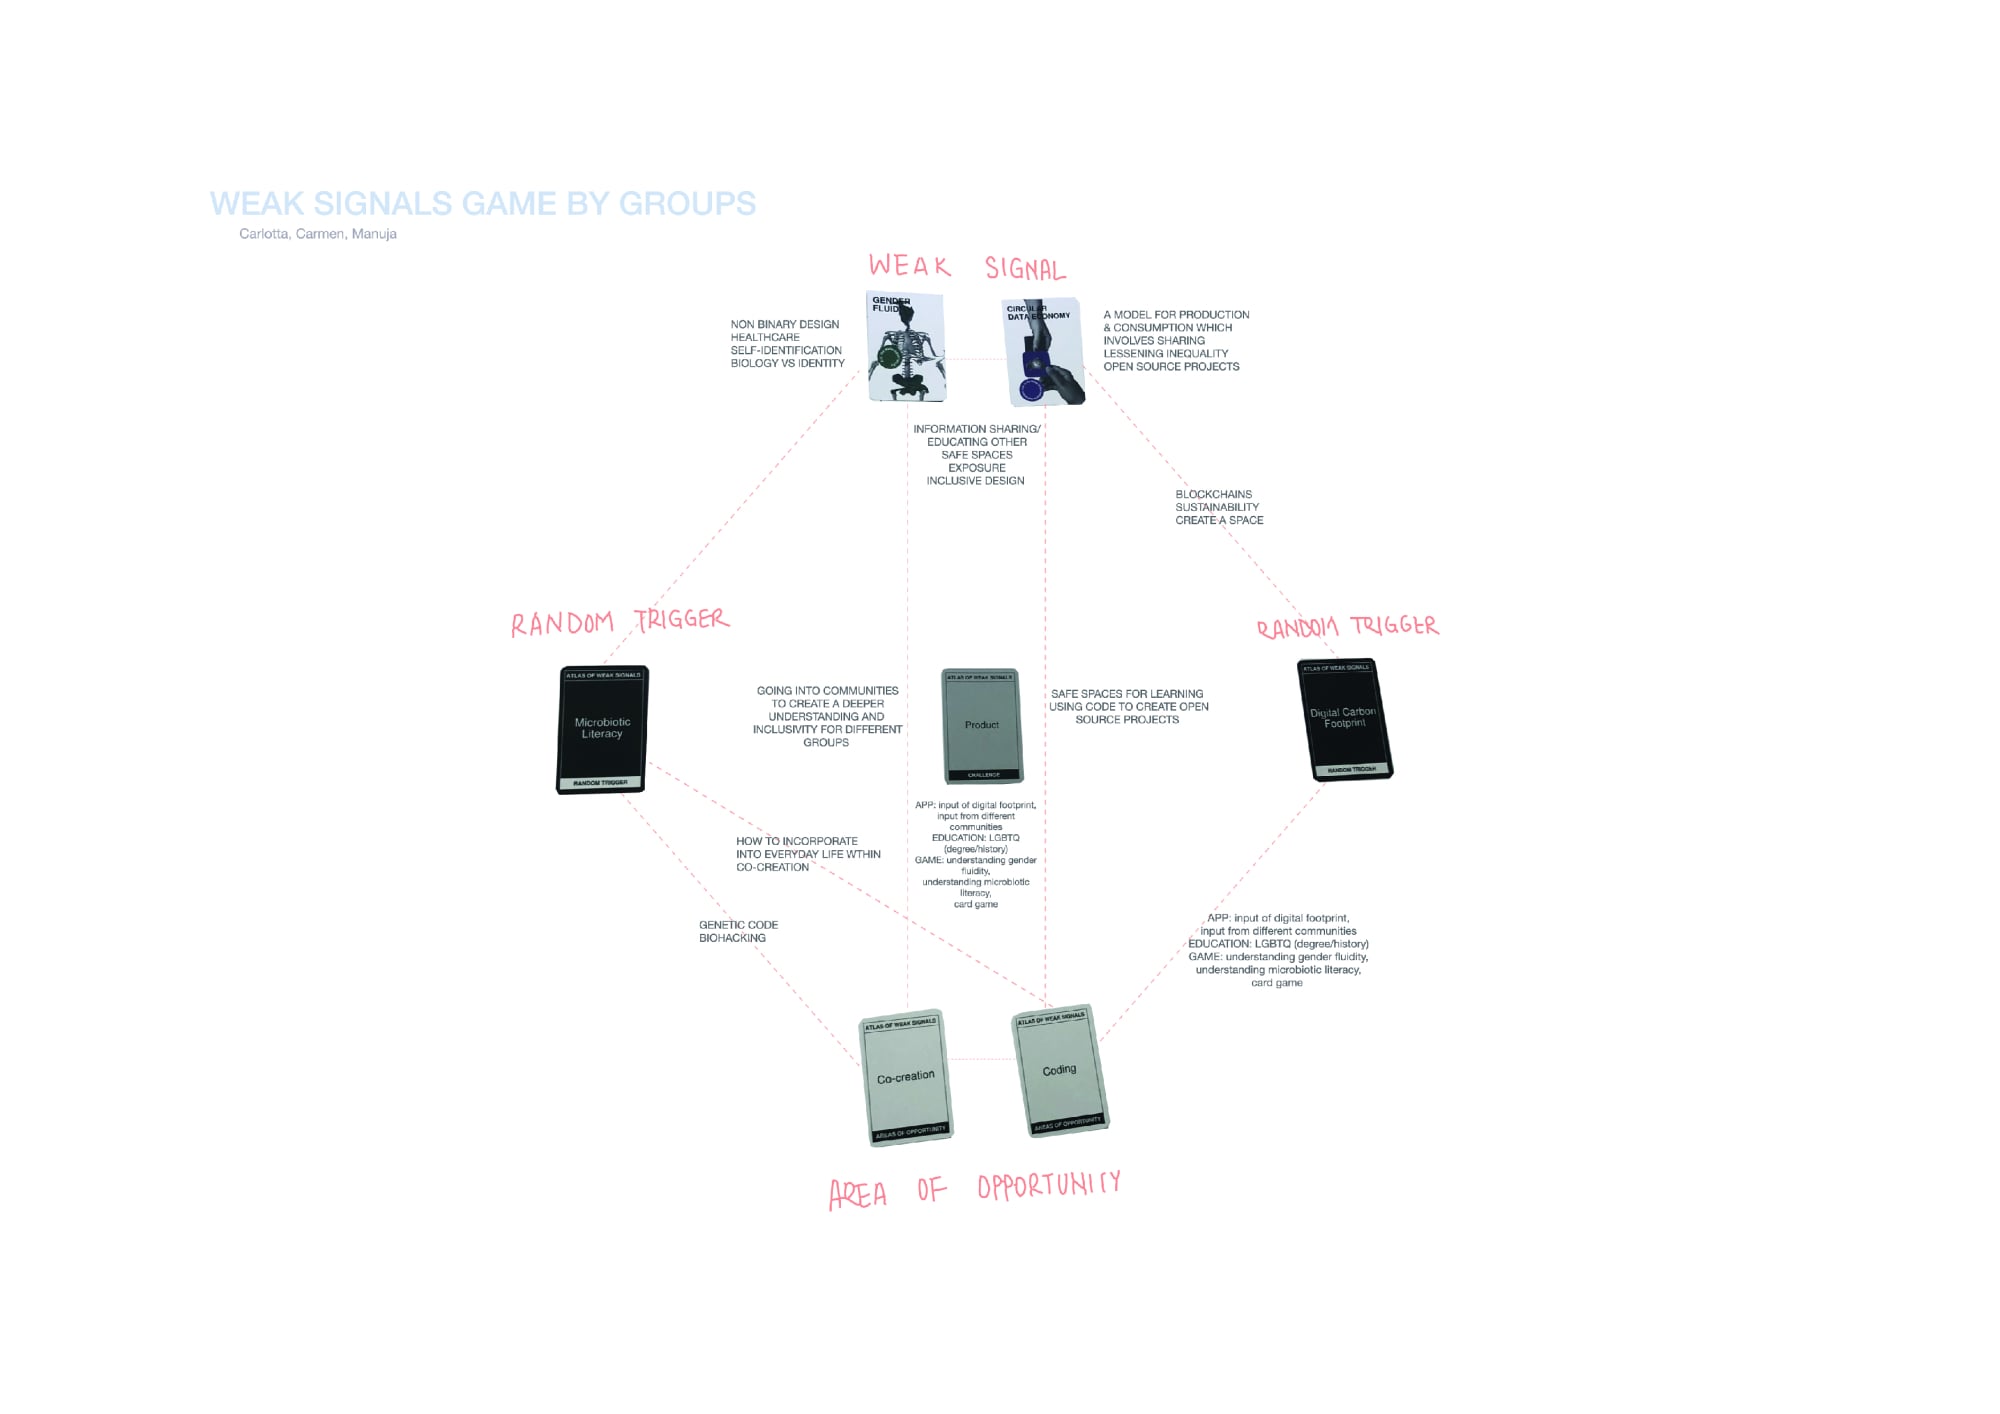 WEAK SIGNALS GAME BY GROUPS
Carlotta, Carmen, Manuja
WEAK SIGNAL
GENDER
FLUID
CIRCULAR
DATA ECONOMY
NON BINARY DESIGN
HEALTHCARE
SELF-IDENTIFICATION
BIOLOGY VS IDENTITY
A MODEL FOR PRODUCTION
& CONSUMPTION WHICH
INVOLVES SHARING
LESSENING INEQUALITY
OPEN SOURCE PROJECTS
INFORMATION SHARING/
EDUCATING OTHER
SAFE SPACES
EXPOSURE
INCLUSIVE DESIGN
BLOCKCHAINS
SUSTAINABILITY
CREATE A SPACE
RANDOM TRIGGER
RANDOM TRIGGER
ATLAS OF WEAK SIGNALS
Microbiotic
Literacy
RANDOM TRIGGER
GOING INTO COMMUNITIES
TO CREATE A DEEPER
UNDERSTANDING AND
INCLUSIVITY FOR DIFFERENT
GROUPS
ATLAS OF WEAK SIGNALS
Product
CHALLENGE
SAFE SPACES FOR LEARNING
USING CODE TO CREATE OPEN
SOURCE PROJECTS
ATLAS OF WEAK SIGNALS
Digital Carbon
Footprint
RANDOM TRIGGER
APP: input of digital footprint,
input from different
communities
EDUCATION: LGBTQ
(degree/history)
GAME: understanding gender
fluidity,
understanding microbiotic
literacy,
card game
HOW TO INCORPORATE
INTO EVERYDAY LIFE WTHIN
CO-CREATION
GENETIC CODE
BIOHACKING
APP: input of digital footprint,
input from different communities
EDUCATION: LGBTQ (degree/history)
GAME: understanding gender fluidity,
understanding microbiotic literacy,
card game
ATLAS OF WEAK SIGNALS
Co-creation
AREAS OF OPPORTUNITY
ATLAS OF WEAK SIGNALS
Coding
AREAS OF OPPORTUNITY
AREA OF OPPORTUNITY